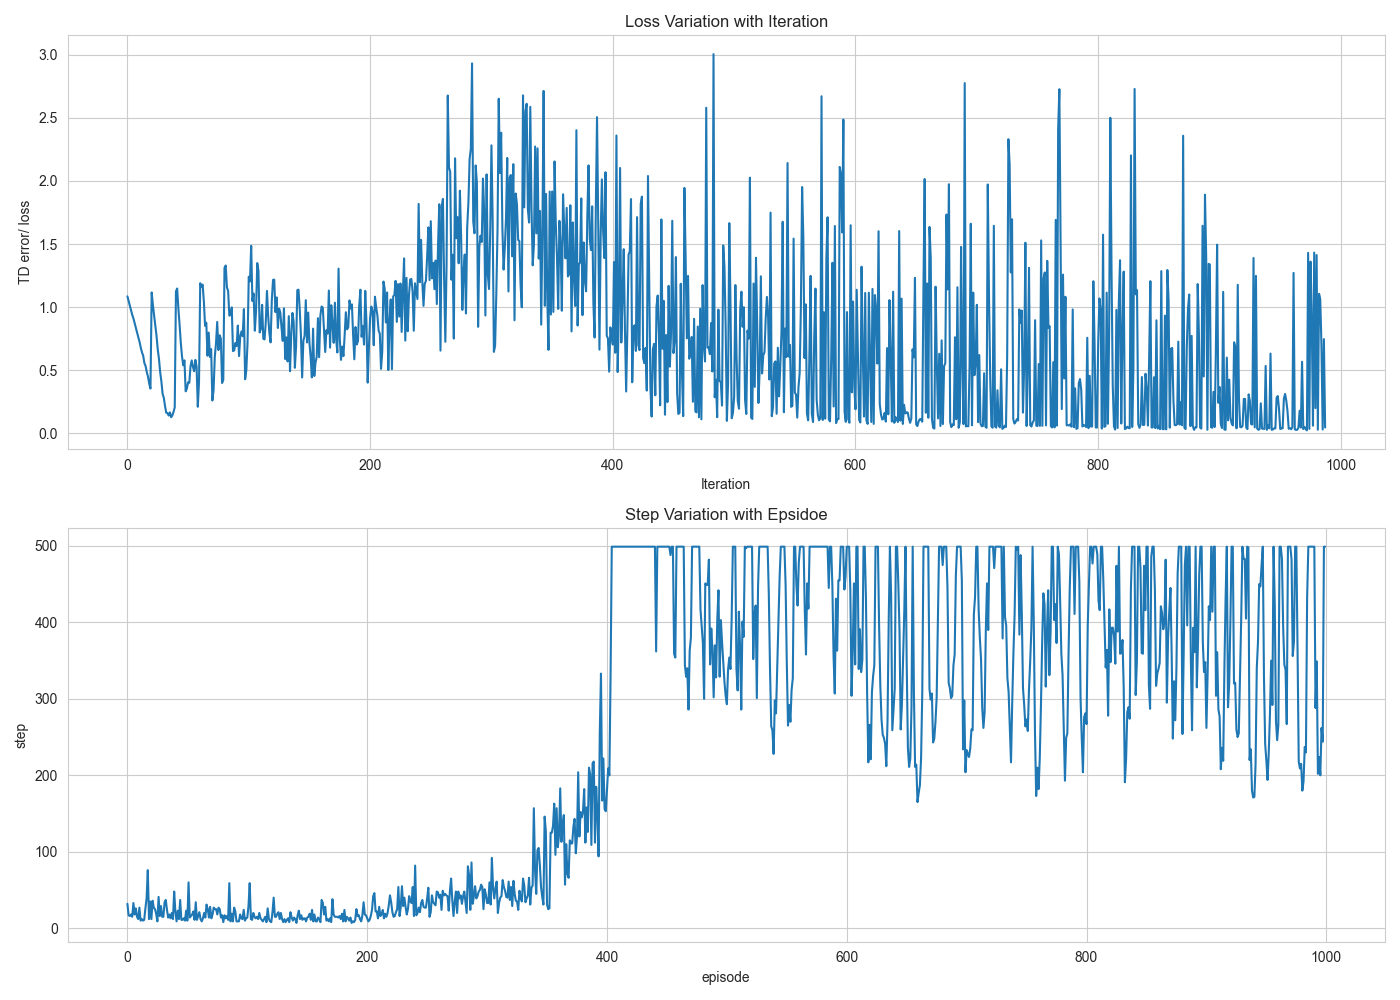 Loss Variation with Iteration
TD error/ loss
3.0
2.5
2.0
1.5
1.0
0.5
0.0
0 200 400 600 800 1000
Iteration
Step Variation with Epsidoe
step
500
400
300
200
100
0
0 200 400 600 800 1000
episode